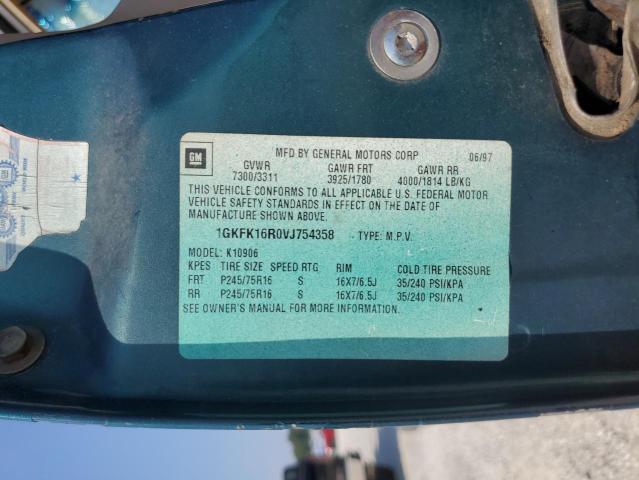 GM
MFD BY GENERAL MOTORS CORP 06/97
GVWR GAWR FRT GAWR RR
7300/3311 3925/1780 4000/1814 LB/KG
THIS VEHICLE CONFORMS TO ALL APPLICABLE U.S. FEDERAL MOTOR
VEHICLE SAFETY STANDARDS IN EFFECT ON THE DATE OF
MANUFACTURE SHOWN ABOVE.
1GKFK16R0VJ754358 TYPE: M.P.V.
MODEL: K10906
KPES TIRE SIZE SPEED RTG RIM COLD TIRE PRESSURE
FRT P245/75R16 S 16X7/6.5J 35/240 PSI/KPA
RR P245/75R16 S 16X7/6.5J 35/240 PSI/KPA
SEE OWNER'S MANUAL FOR MORE INFORMATION.